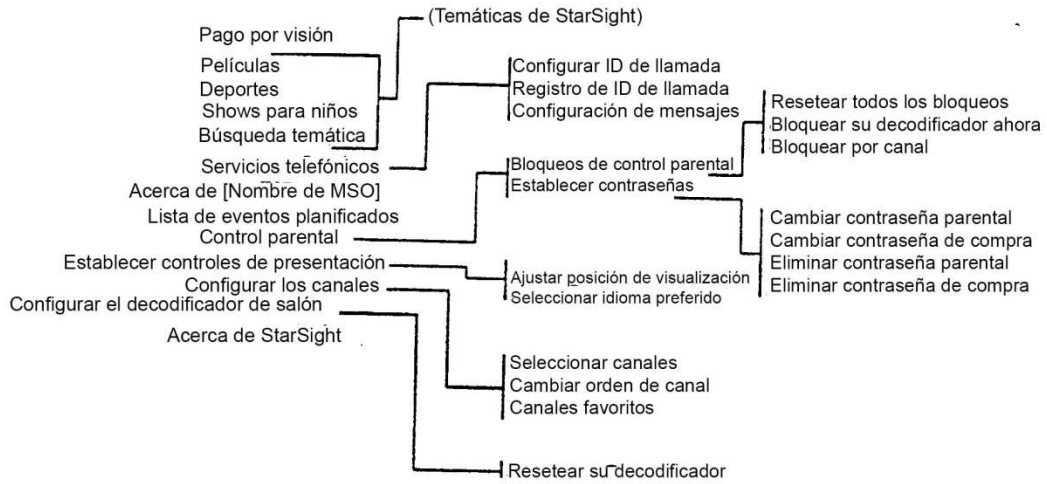 (Temáticas de StarSight)
Pago por visión
Películas
Deportes
Shows para niños
Búsqueda temática
Servicios telefónicos
Acerca de [Nombre de MSO]
Lista de eventos planificados
Control parental
Establecer controles de presentación
Configurar los canales
Configurar el decodificador de salón
Acerca de StarSight
Configurar ID de llamada
Registro de ID de llamada
Configuración de mensajes
Bloqueos de control parental
Establecer contraseñas
Ajustar posición de visualización
Seleccionar idioma preferido
Seleccionar canales
Cambiar orden de canal
Canales favoritos
Resetear su decodificador
Resetear todos los bloqueos
Bloquear su decodificador ahora
Bloquear por canal
Cambiar contraseña parental
Cambiar contraseña de compra
Eliminar contraseña parental
Eliminar contraseña de compra